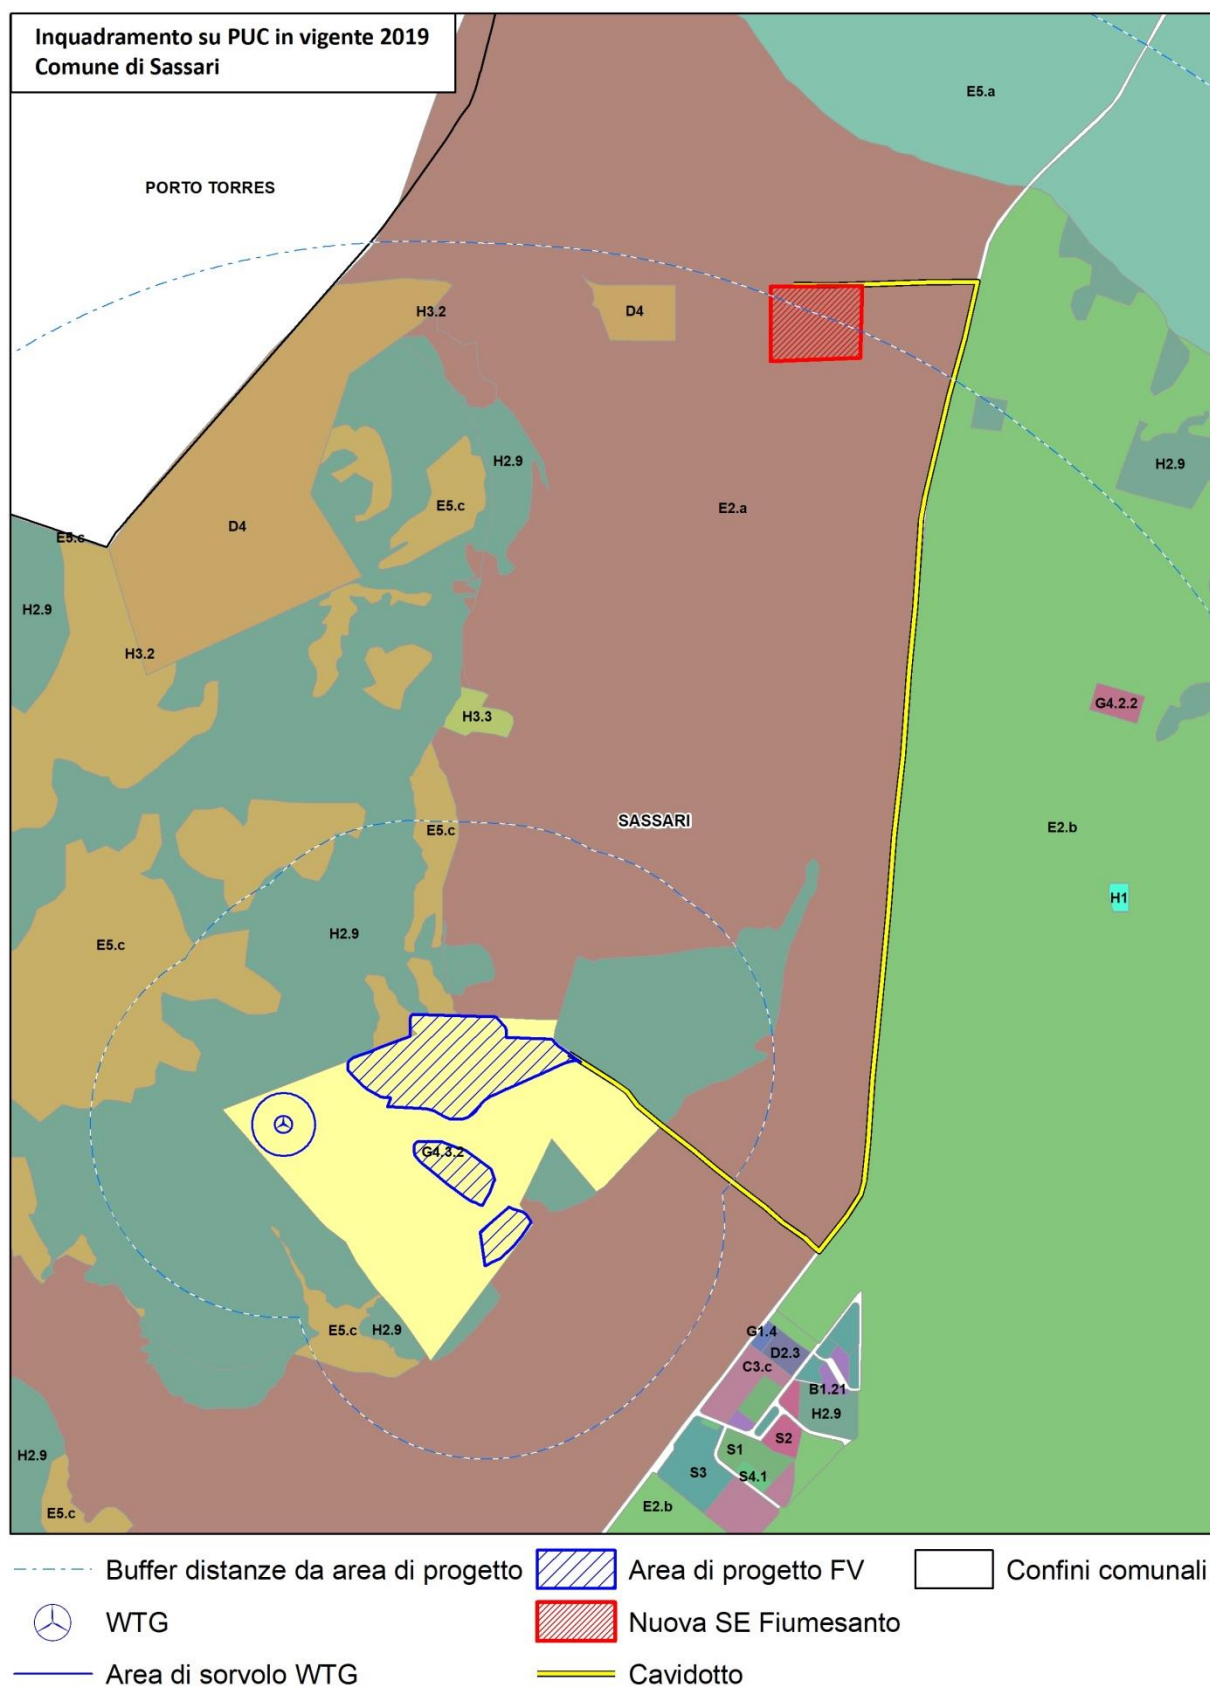 Inquadramento su PUC in vigente 2019
Comune di Sassari
E5.a
PORTO TORRES
H3.2
D4
H2.9
H2.9
E5.c
E2.a
D4
E5.c
H2.9
H3.2
G4.2.2
H3.3
SASSARI
E2.b
E5.c
H1
H2.9
E5.c
G4.3.2
E5.c
H2.9
G1.4
D2.3
C3.c
B1.21
H2.9
S2
S1
H2.9
S3
S4.1
E2.b
E5.c
Buffer distanze da area di progetto
Area di progetto FV
Confini comunali
WTG
Nuova SE Fiumesanto
Area di sorvolo WTG
Cavidotto